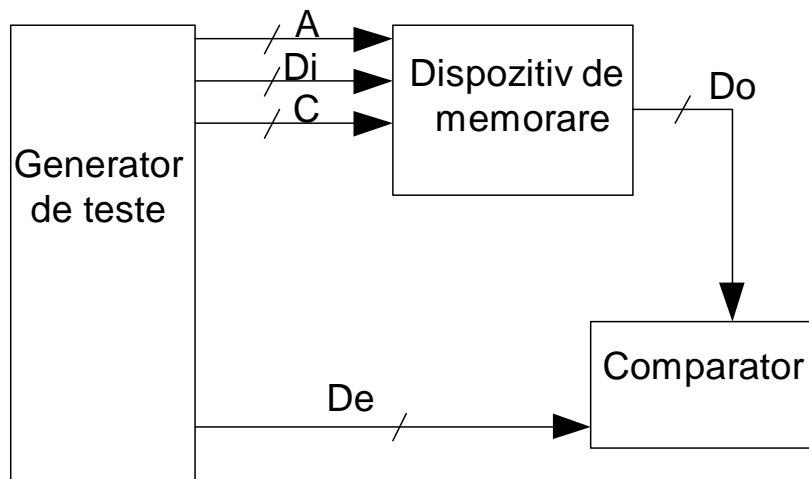 A
Di
C
Dispozitiv de
memorare
Do
Generator
de teste
Comparator
De